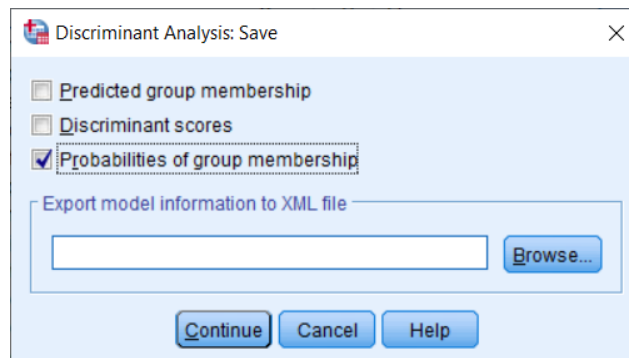 Discriminant Analysis: Save
Predicted group membership
Discriminant scores
Probabilities of group membership
Export model information to XML file
Browse...
Continue Cancel Help